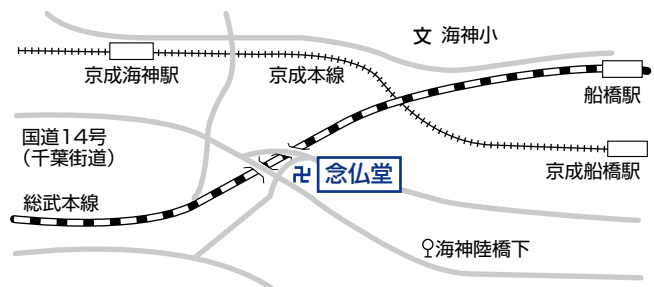 文 海神小
京成海神駅
京成本線
船橋駅
国道14号
（千葉街道）
卍 念仏堂
京成船橋駅
総武本線
海神陸橋下